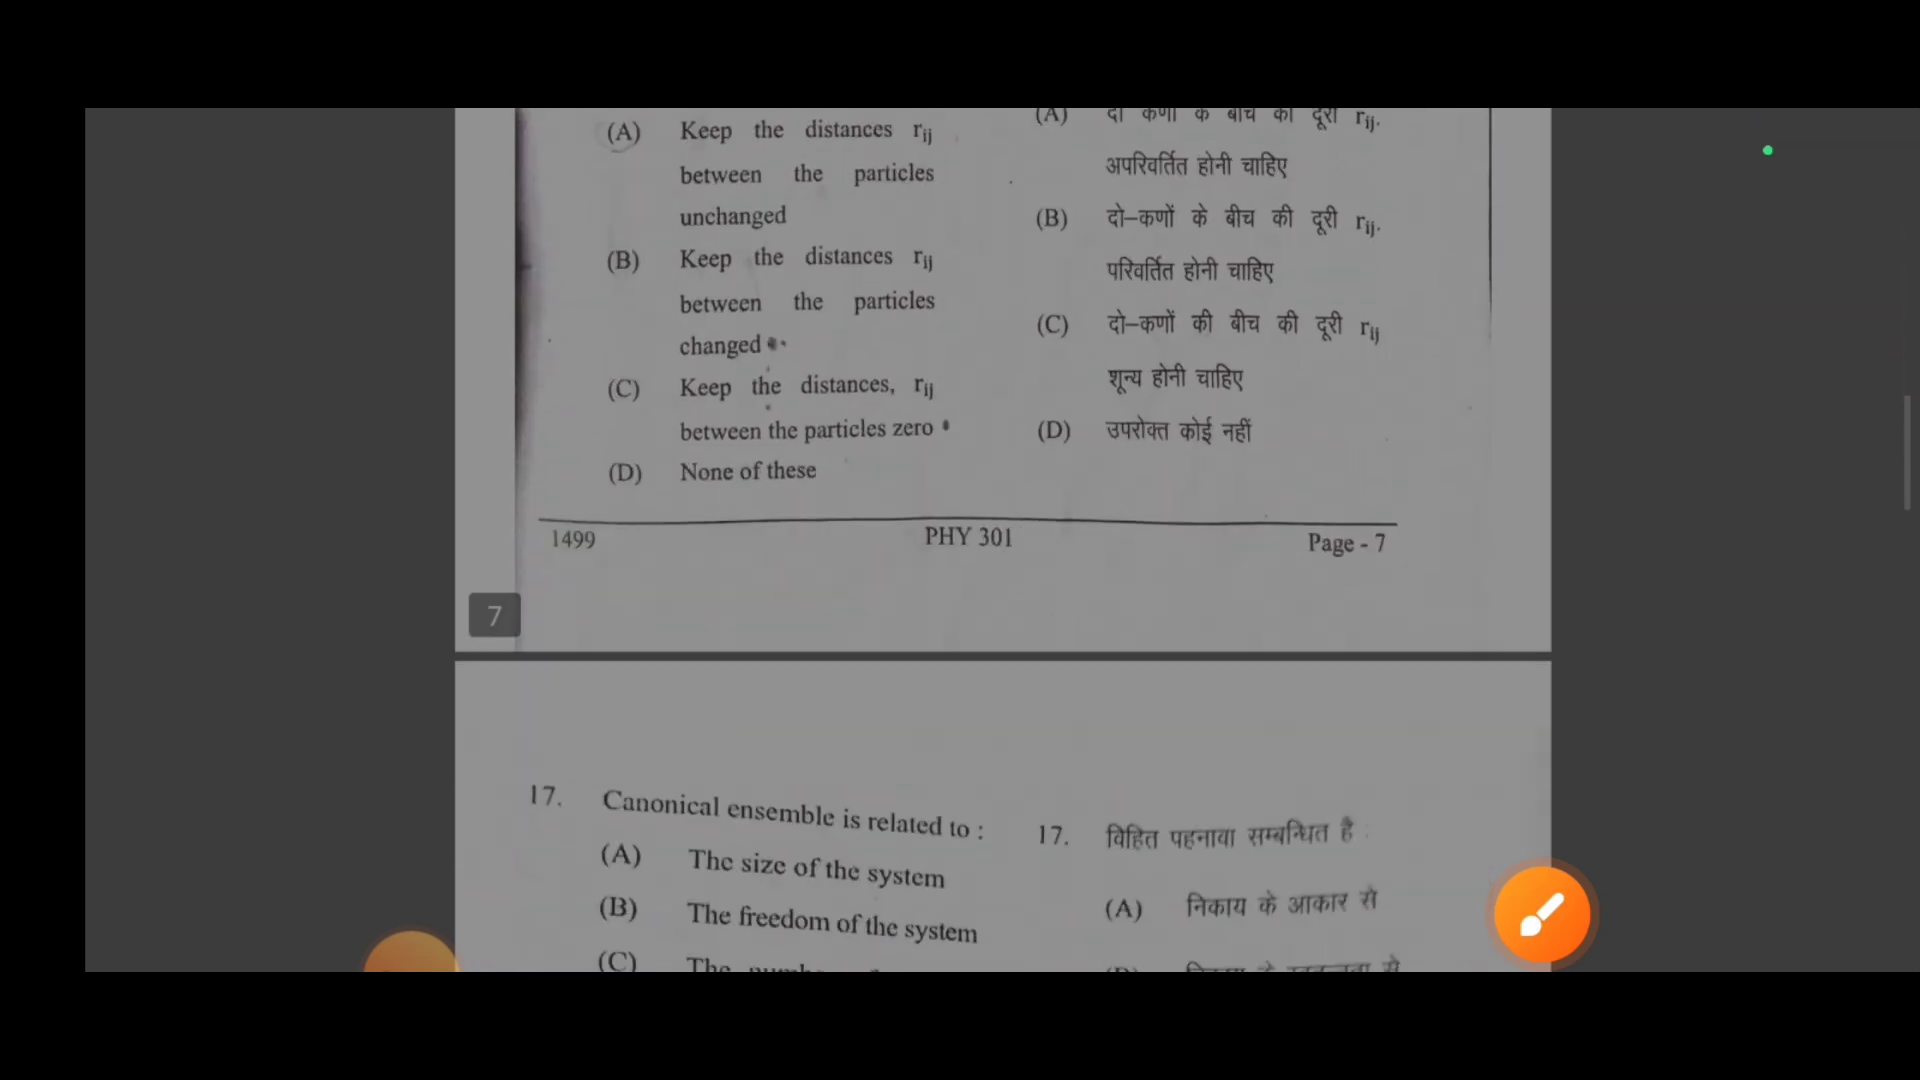 (A) Keep the distances rij
between the particles
unchanged
(B) Keep the distances rij
between the particles
changed
(C) Keep the distances, rij
between the particles zero
(D) None of these
(A) दो कणों के बीच की दूरी rij.
अपरिवर्तित होनी चाहिए
(B) दो–कणों के बीच की दूरी rij.
परिवर्तित होनी चाहिए
(C) दो–कणों की बीच की दूरी rij
शून्य होनी चाहिए
(D) उपरोक्त कोई नहीं
1499 PHY 301 Page - 7
7
17. Canonical ensemble is related to :
(A) The size of the system
(B) The freedom of the system
(C) The
17. विहित पहनावा सम्बन्धित है :
(A) निकाय के आकार से